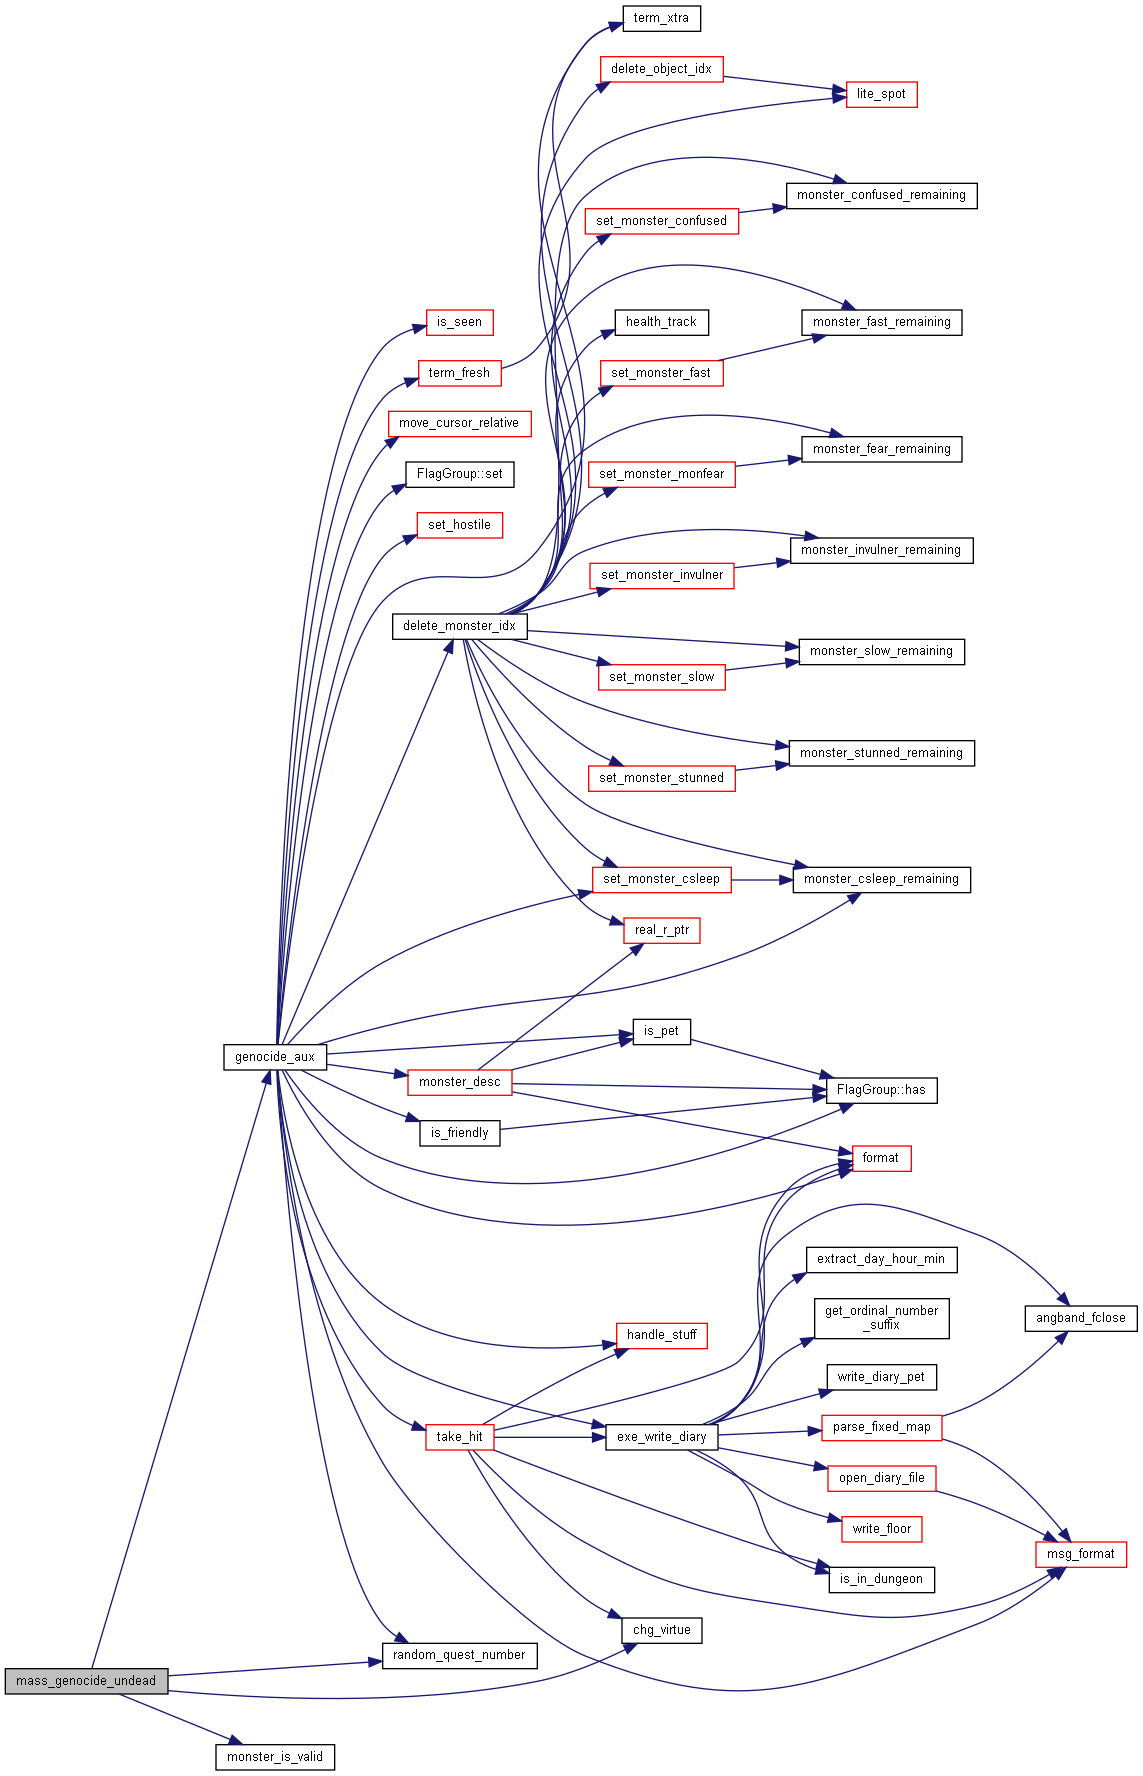 term_xtra
delete_object_idx
lite_spot
monster_confused_remaining
set_monster_confused
is_seen
health_track
monster_fast_remaining
term_fresh
set_monster_fast
move_cursor_relative
monster_fear_remaining
FlagGroup::set
set_monster_monfear
set_hostile
monster_invulner_remaining
set_monster_invulner
delete_monster_idx
monster_slow_remaining
set_monster_slow
monster_stunned_remaining
set_monster_stunned
set_monster_csleep
monster_csleep_remaining
real_r_ptr
is_pet
genocide_aux
monster_desc
FlagGroup::has
is_friendly
format
extract_day_hour_min
get_ordinal_number
_suffix
angband_fclose
handle_stuff
write_diary_pet
take_hit
exe_write_diary
parse_fixed_map
open_diary_file
write_floor
msg_format
is_in_dungeon
chg_virtue
random_quest_number
mass_genocide_undead
monster_is_valid